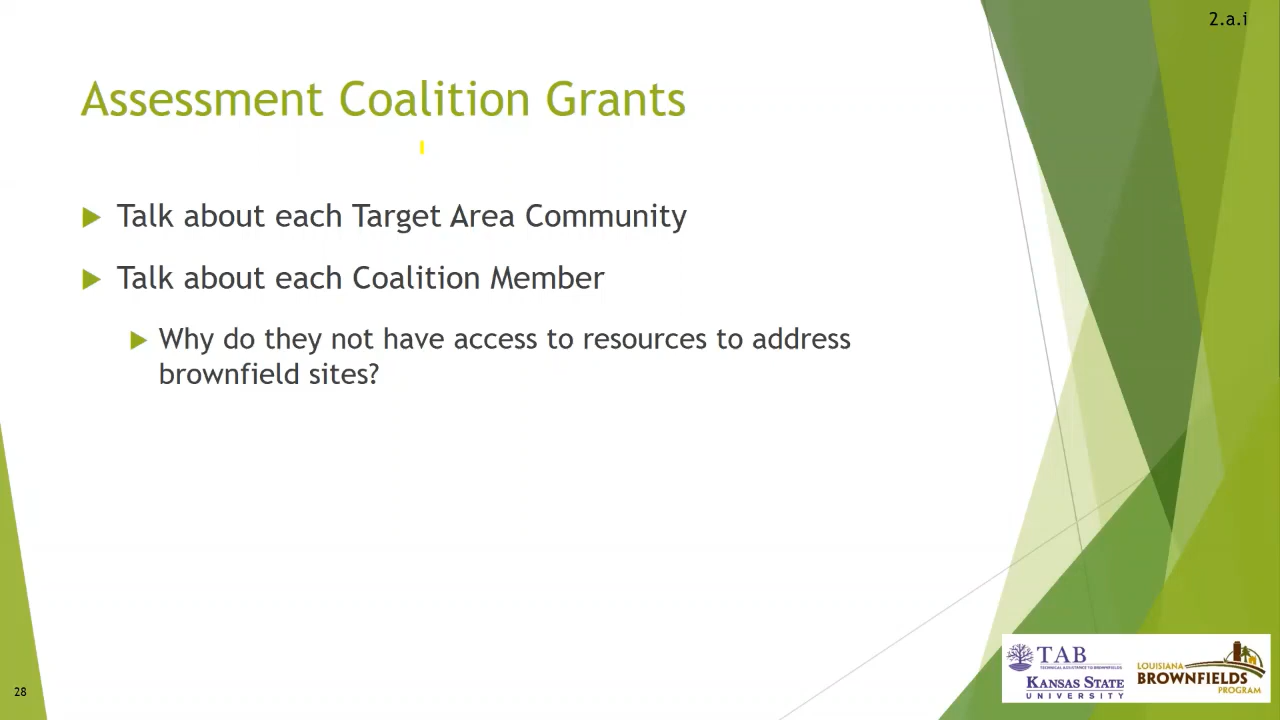 2.a.i
Assessment Coalition Grants
Talk about each Target Area Community
Talk about each Coalition Member
Why do they not have access to resources to address
brownfield sites?
28
TAB
TECHNICAL ASSISTANCE TO BROWNFIELDS
KANSAS STATE
UNIVERSITY
LOUISIANA
BROWNFIELDS
PROGRAM